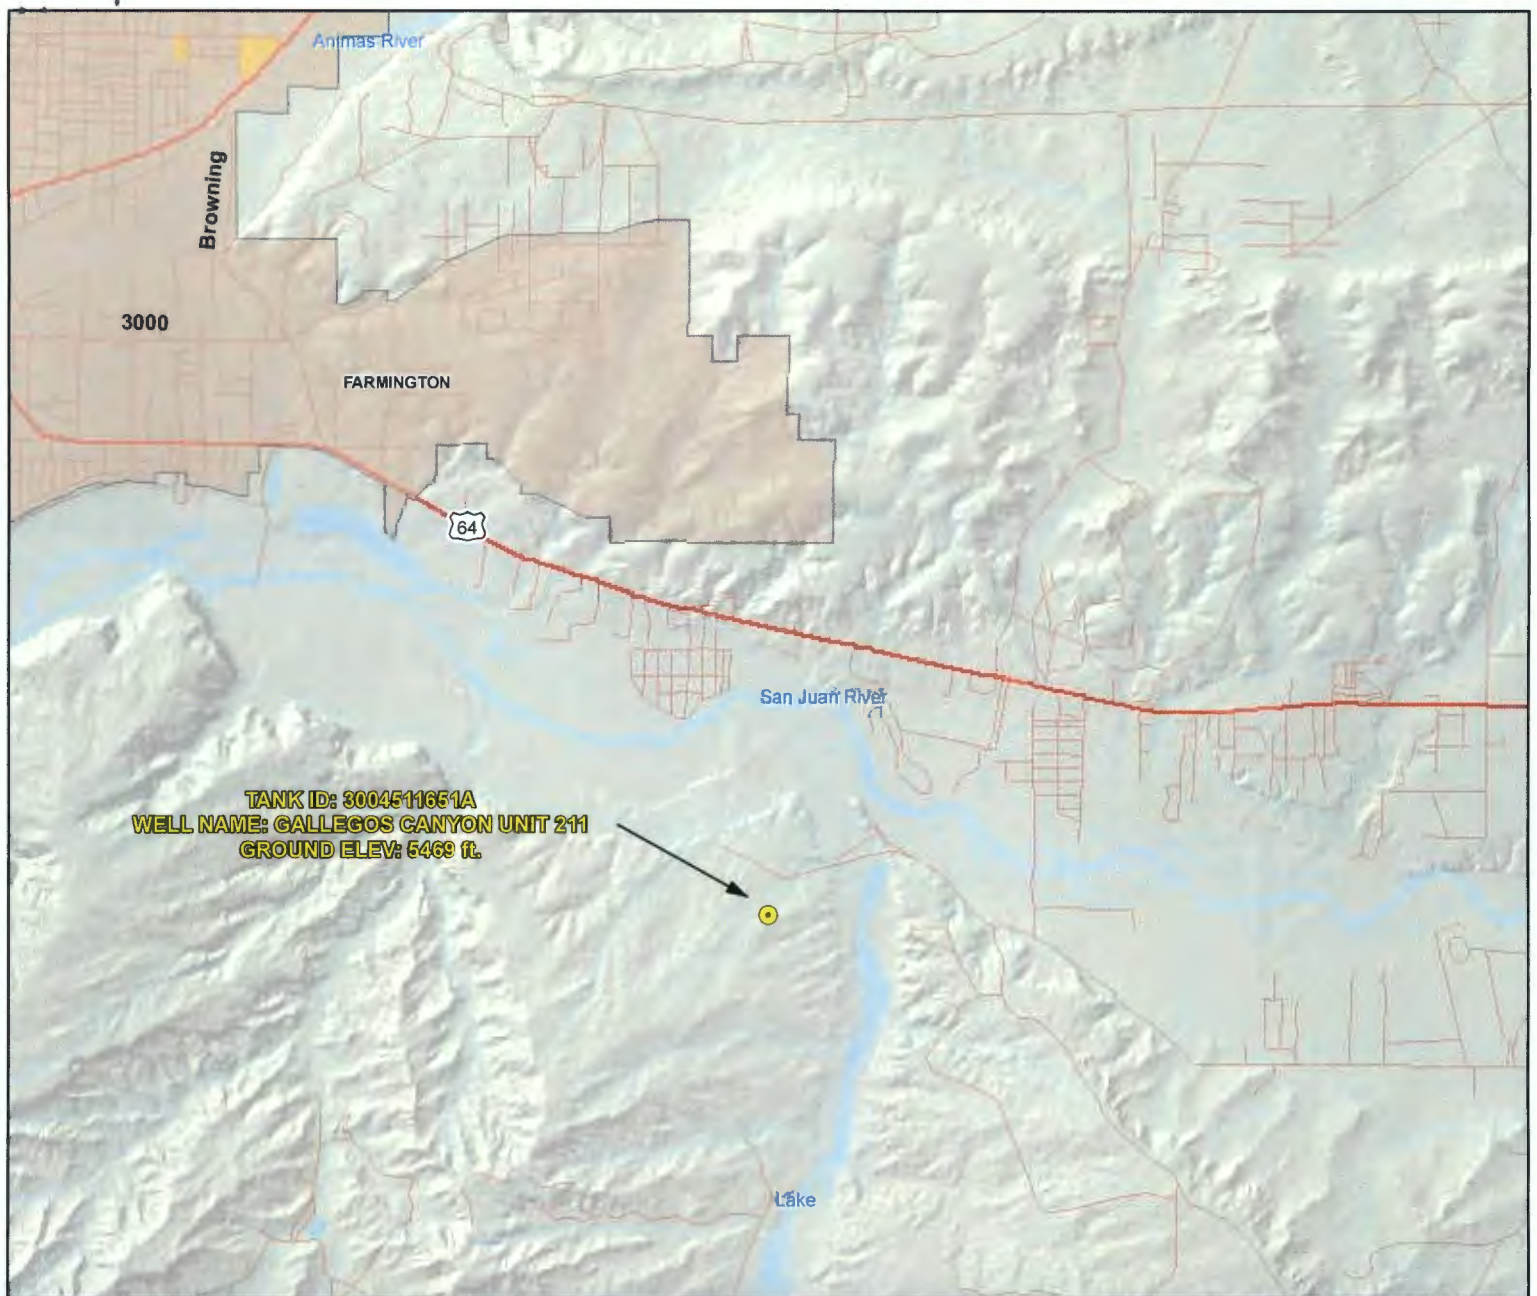 Animas River
Browning
3000
FARMINGTON
64
San Juan River
TANK ID: 3004511651A
WELL NAME: GALLEGOS CANYON UNIT 211
GROUND ELEV: 5469 ft.
Lake